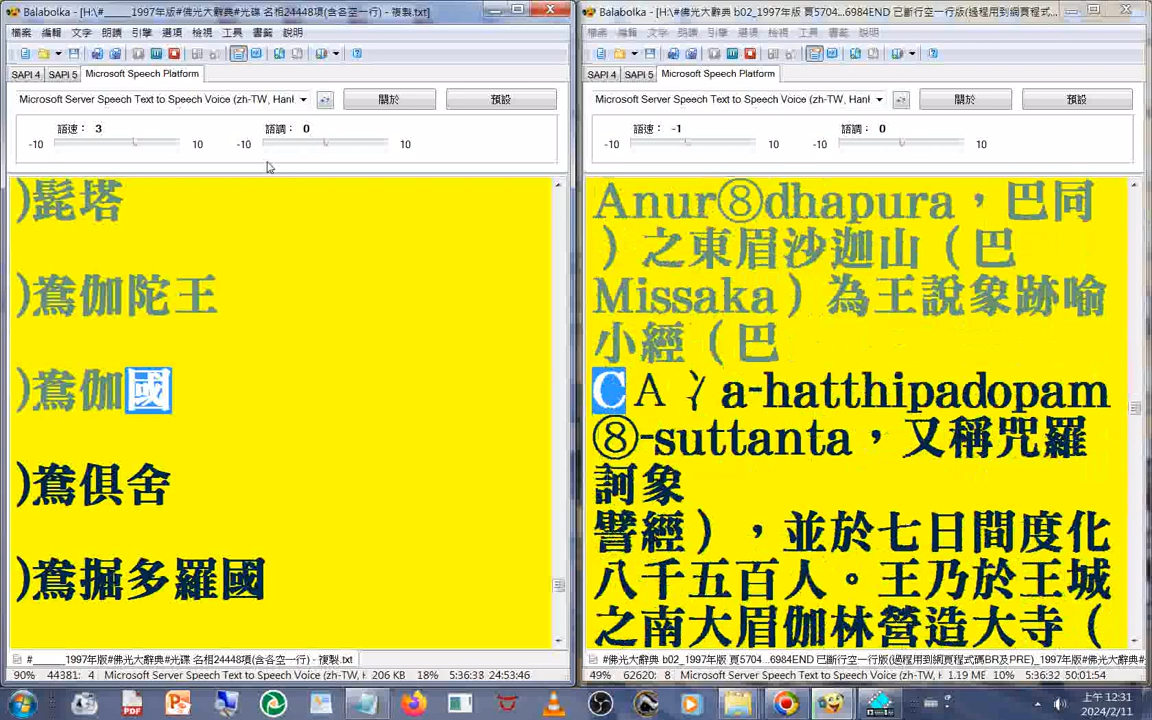 Balabolka - [H:\#_____1997年版#佛光大辭典#光碟 名相24448項(含各空一行) - 複製.txt]
檔案 編輯 文字 朗讀 引擎 選項 檢視 工具 書籤 說明
SAPI 4 SAPI 5 Microsoft Speech Platform
Microsoft Server Speech Text to Speech Voice (zh-TW, Hanl
關於 預設
語速： 3 語調： 0
-10 10 -10 10
)髭塔
)鴦伽陀王
)鴦伽國
)鴦俱舍
)鴦掘多羅國
#_____1997年版#佛光大辭典#光碟 名相24448項(含各空一行) - 複製.txt
90% 44381: 4 Microsoft Server Speech Text to Speech Voice (zh-TW, H 206 KB 18% 5:36:33 24:53:46
Balabolka - [H:\#佛光大辭典 b02_1997年版 頁5704...6984END 已斷行空一行版(過程用到網頁程式...
檔案 編輯 文字 朗讀 引擎 選項 檢視 工具 書籤 說明
SAPI 4 SAPI 5 Microsoft Speech Platform
Microsoft Server Speech Text to Speech Voice (zh-TW, Hanl
關於 預設
語速： -1 語調： 0
-10 10 -10 10
Anur⑧dhapura，巴同
）之東眉沙迦山（巴
Missaka）為王說象跡喻
小經（巴
C A 冫a-hatthipadopam
⑧-suttanta，又稱咒羅
訶象
譬經），並於七日間度化
八千五百人。王乃於王城
之南大眉伽林營造大寺（
#佛光大辭典 b02_1997年版 頁5704...6984END 已斷行空一行版(過程用到網頁程式碼BR及PRE)_1997年版#佛光大辭典#
49% 62620: 8 Microsoft Server Speech Text to Speech Voice (zh-TW, H 1.19 ME 10% 5:36:32 50:01:54
上午 12:31
2024/2/11